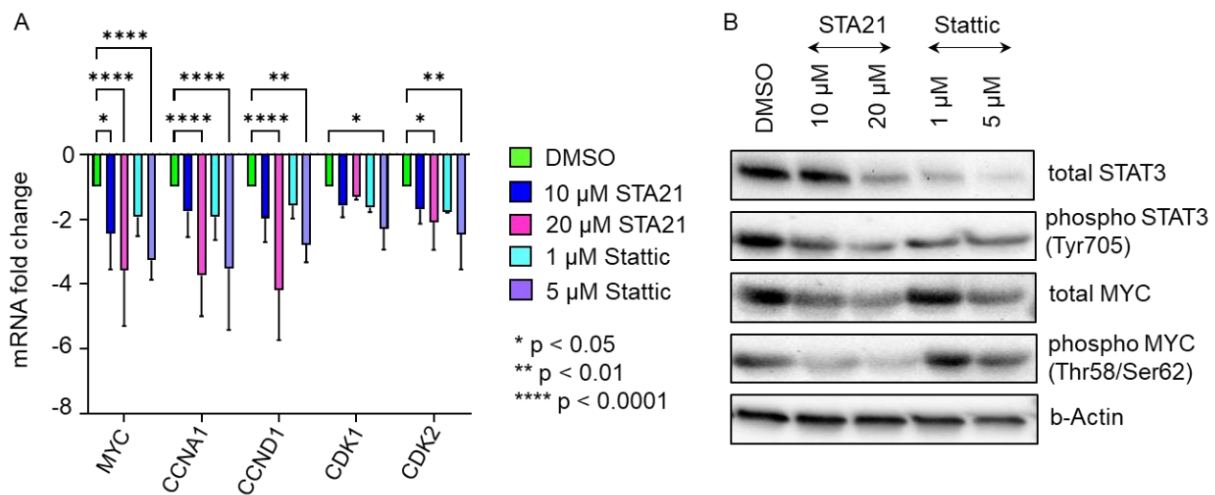 A
mRNA fold change
0
-2
-4
-6
-8
****
****
*
****
****
**
****
*
**
*
MYC
CCNA1
CCND1
CDK1
CDK2
DMSO
10 µM STA21
20 µM STA21
1 µM Stattic
5 µM Stattic
* p < 0.05
** p < 0.01
**** p < 0.0001
B
STA21
Stattic
DMSO
10 µM
20 µM
1 µM
5 µM
total STAT3
phospho STAT3
(Tyr705)
total MYC
phospho MYC
(Thr58/Ser62)
b-Actin